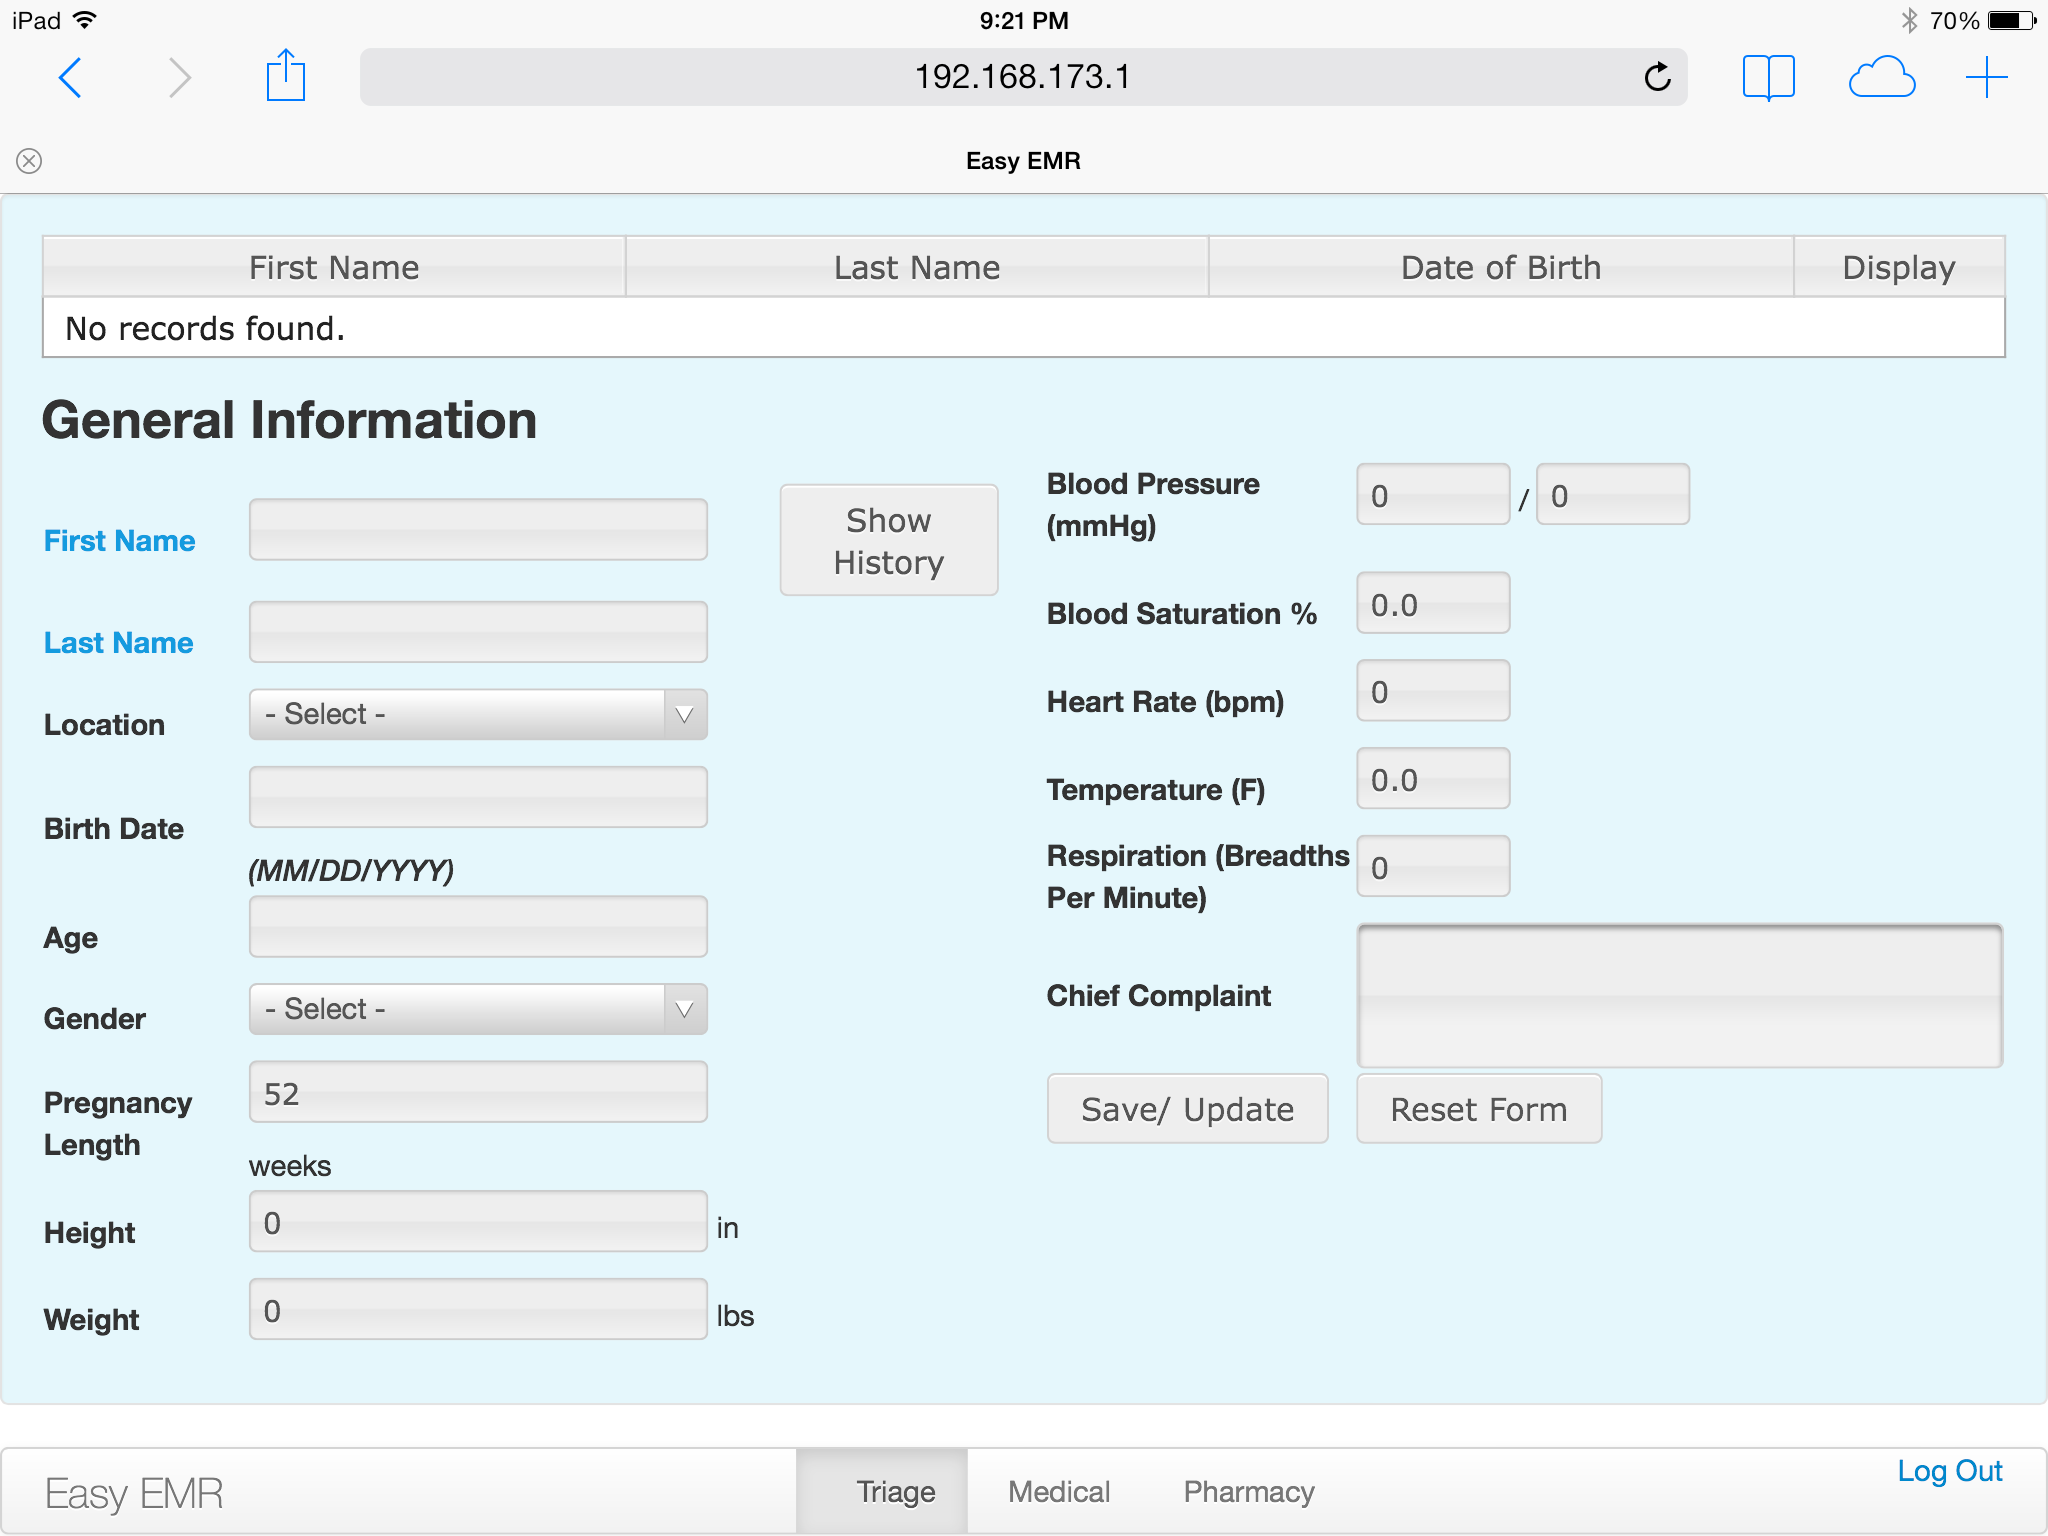 iPad 9:21 PM 70%
192.168.173.1
Easy EMR
First Name Last Name Date of Birth Display
No records found.
General Information
First Name
Last Name
Location - Select -
Birth Date
(MM/DD/YYYY)
Age
Gender - Select -
Pregnancy
Length
52
weeks
Height 0 in
Weight 0 lbs
Show
History
Blood Pressure
(mmHg)
0 / 0
Blood Saturation % 0.0
Heart Rate (bpm) 0
Temperature (F) 0.0
Respiration (Breadths
Per Minute)
0
Chief Complaint
Save/ Update Reset Form
Easy EMR Triage Medical Pharmacy Log Out